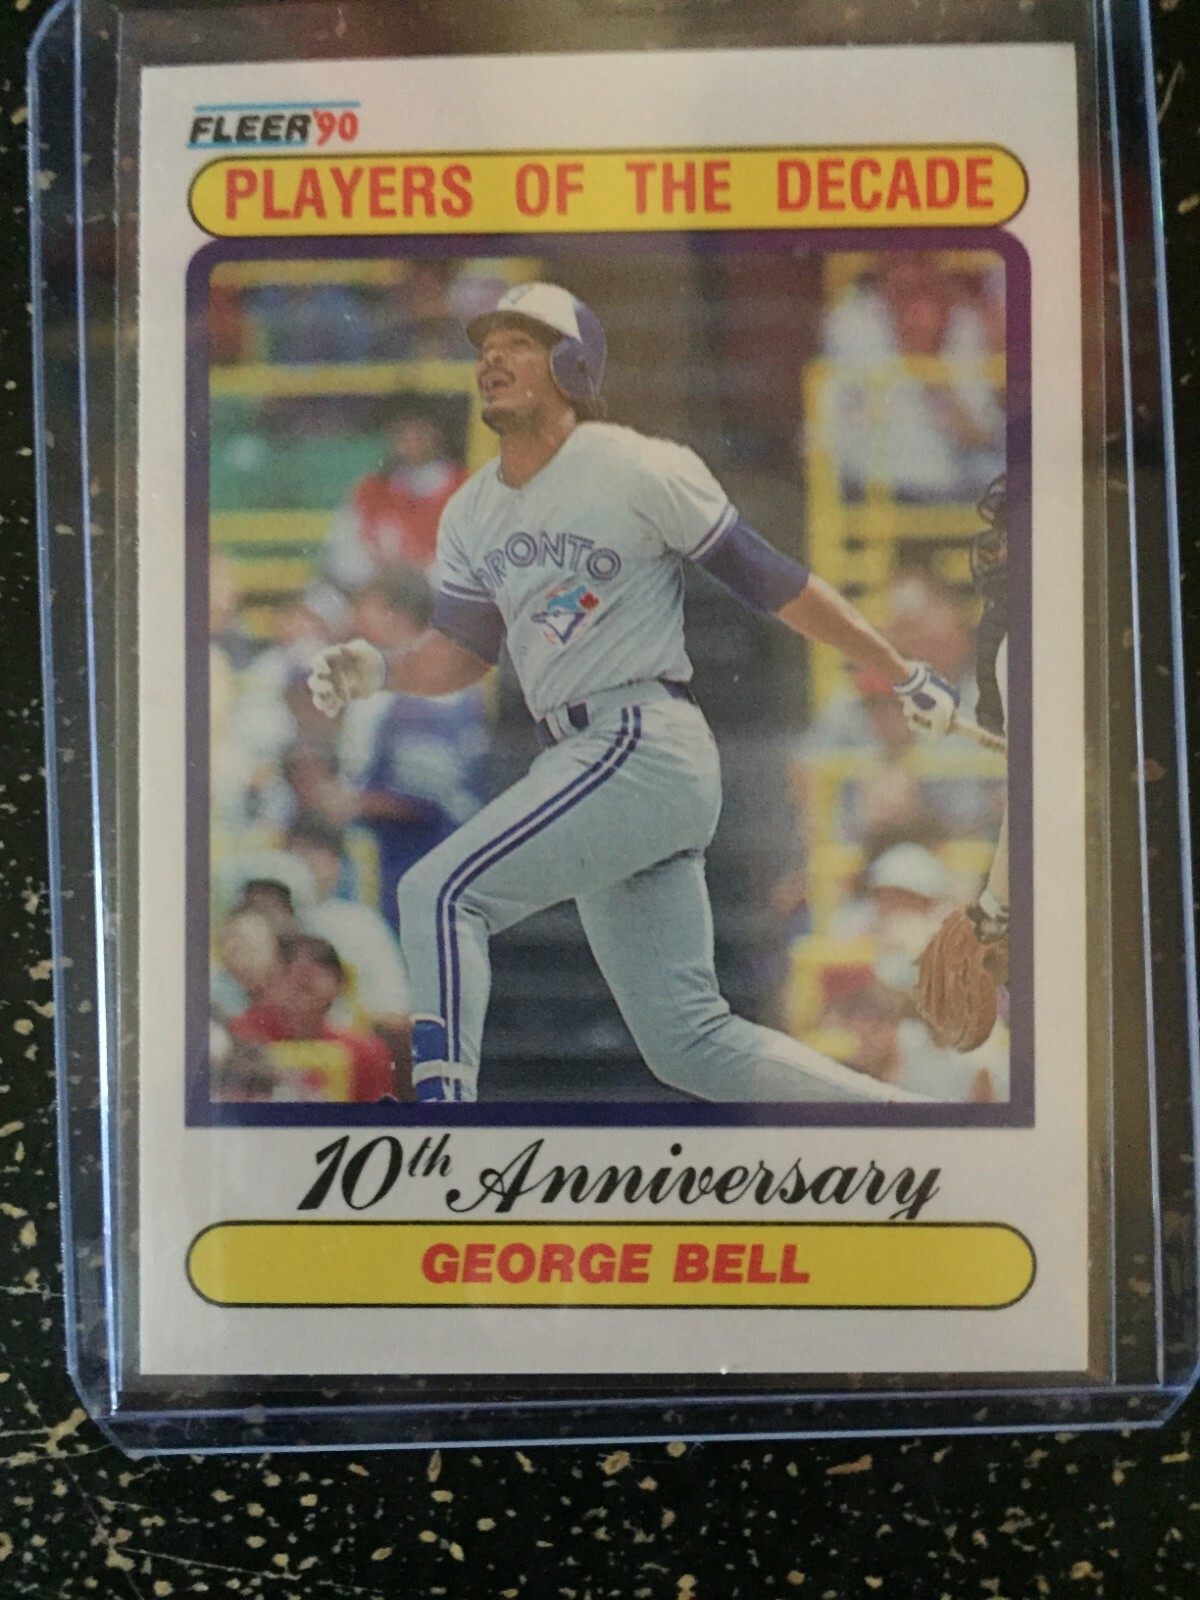 FLEER '90
PLAYERS OF THE DECADE
TORONTO
10th Anniversary
GEORGE BELL